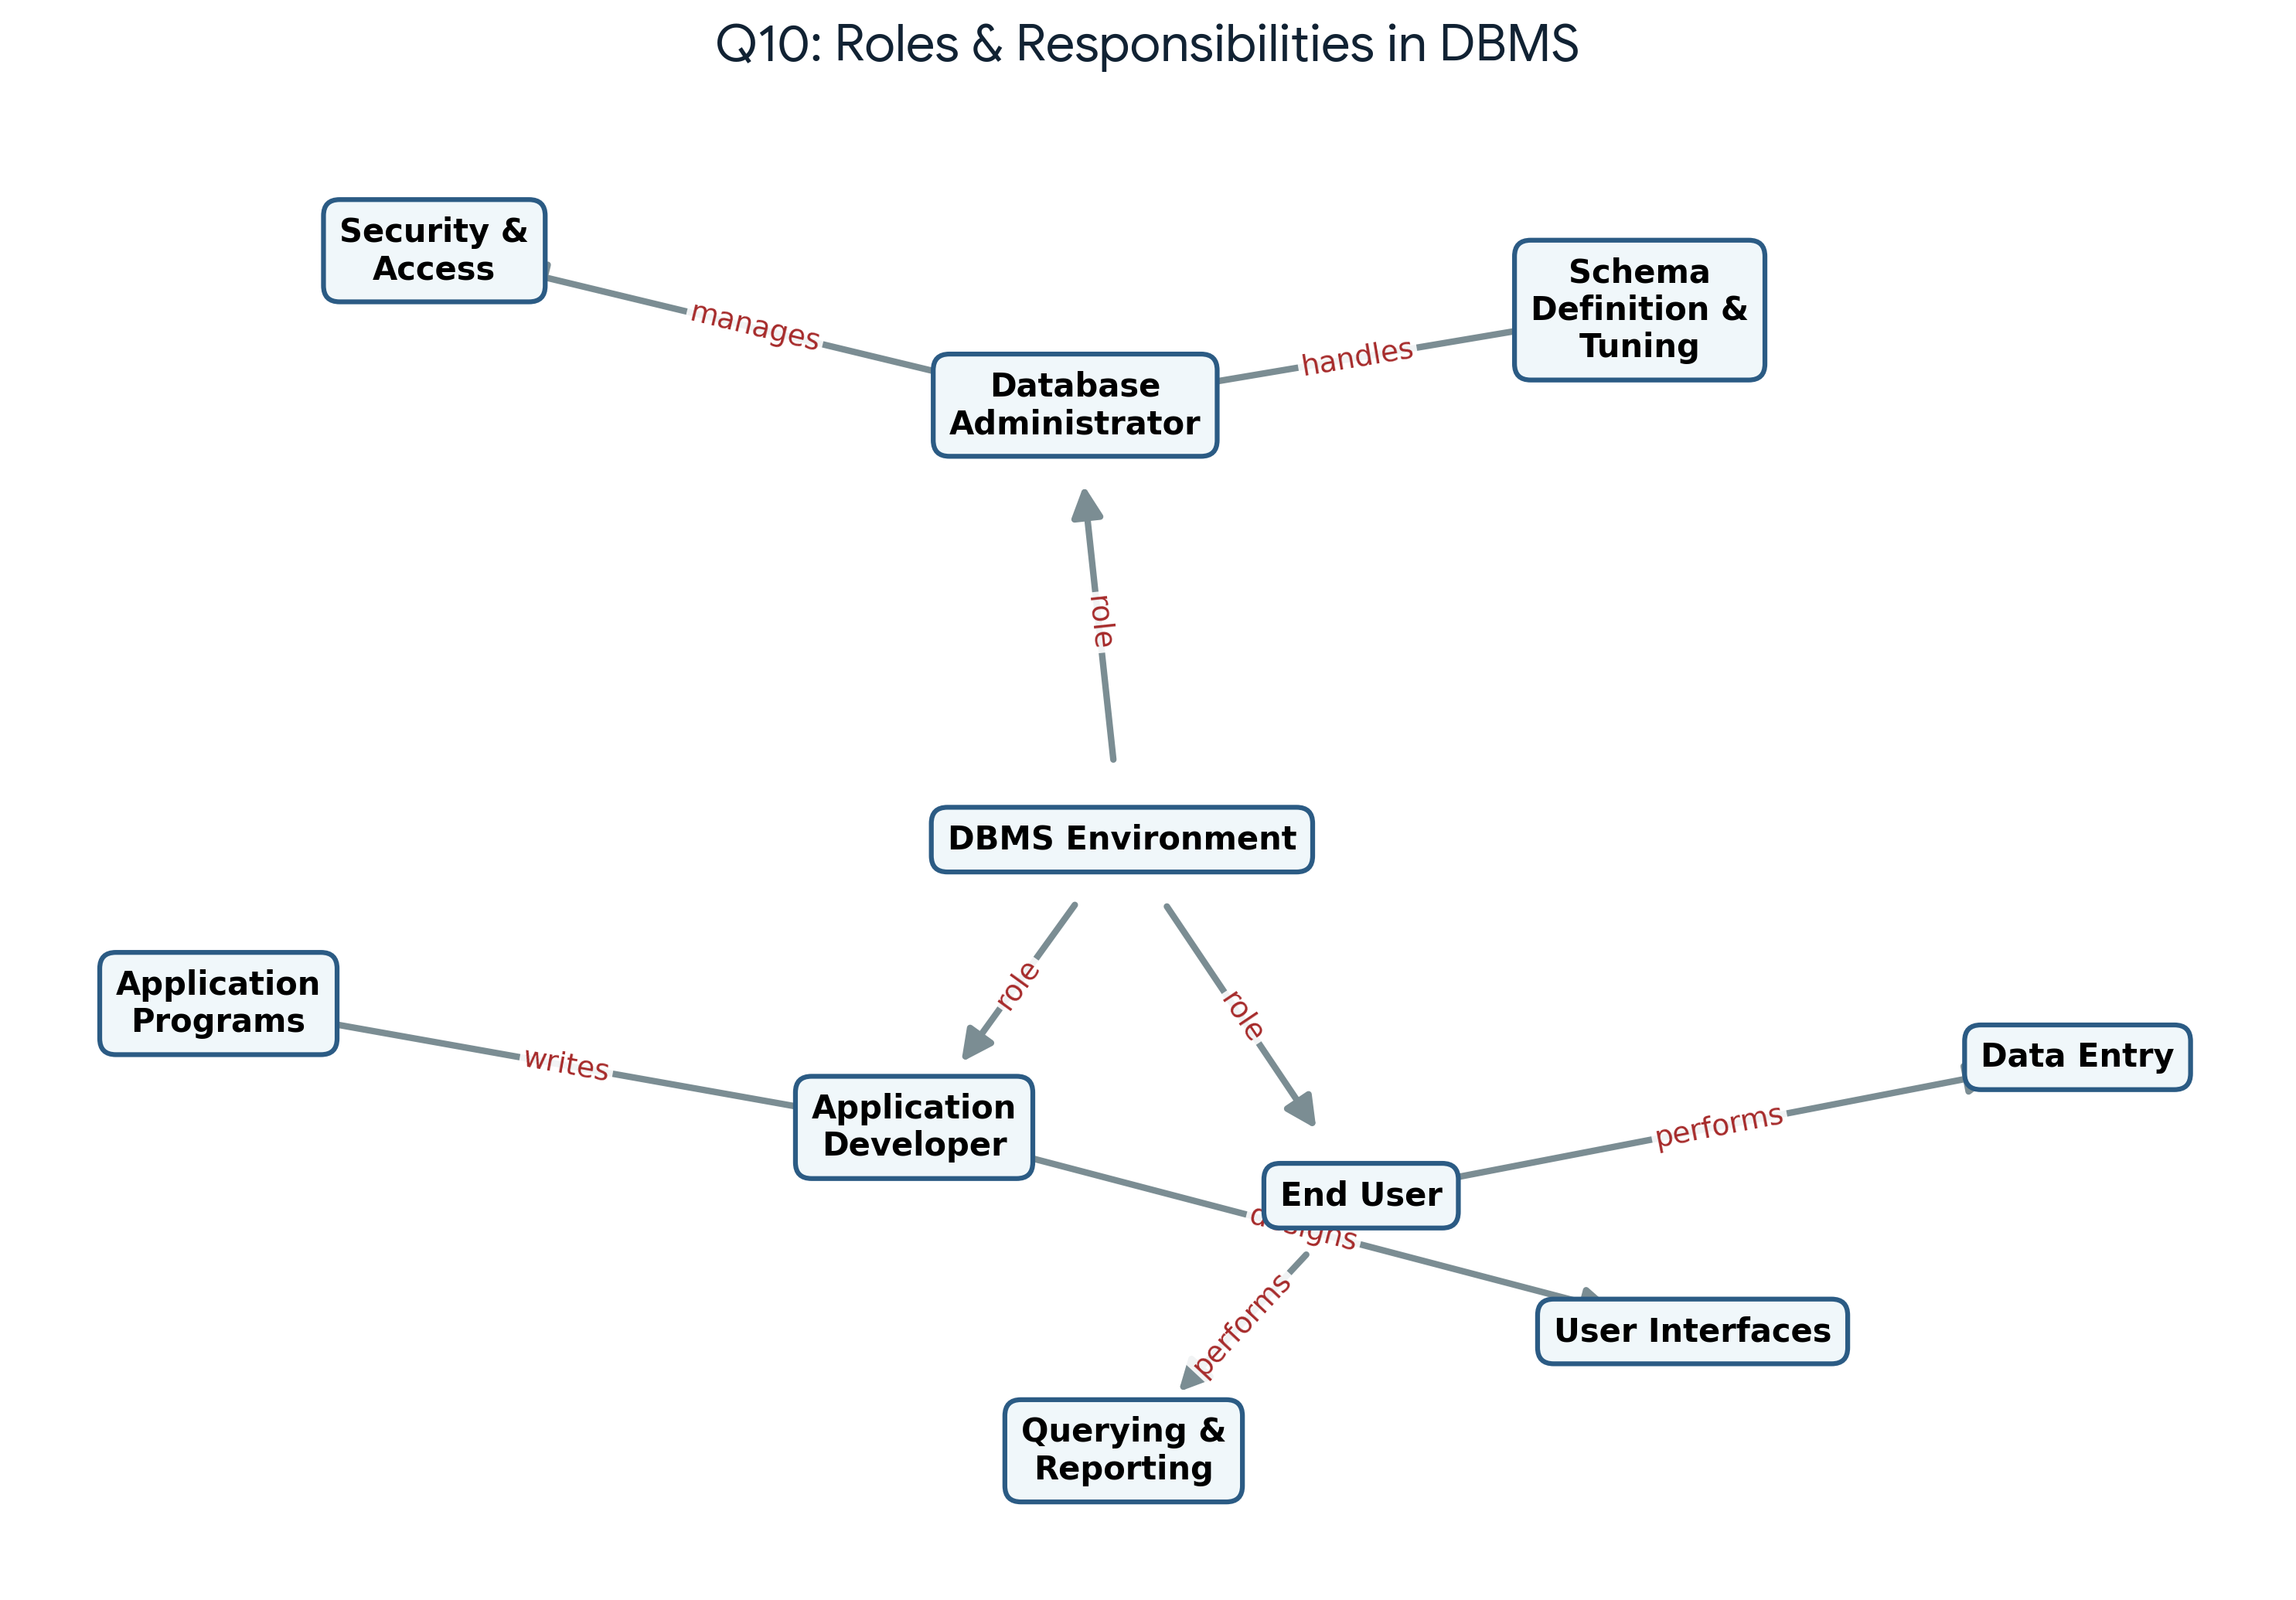 Q10: Roles & Responsibilities in DBMS
Security &
Access
manages
Schema
Definition &
Tuning
handles
Database
Administrator
role
DBMS Environment
role
role
Application
Programs
writes
Application
Developer
Data Entry
performs
End User
performs
User Interfaces
Querying &
Reporting